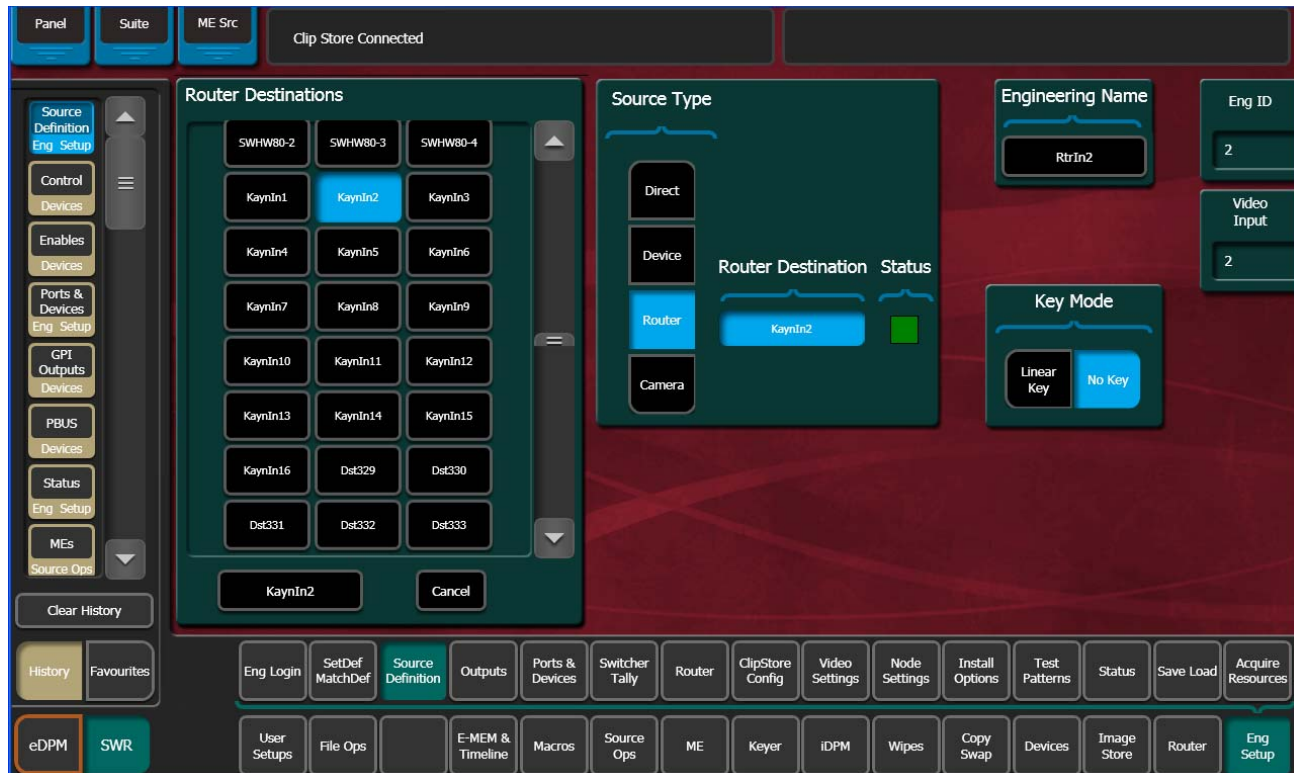 Panel
Suite
ME Src
Clip Store Connected
Source
Definition
Eng Setup
Control
Devices
Enables
Devices
Ports &
Devices
Eng Setup
GPI
Outputs
Devices
PBUS
Devices
Status
Eng Setup
MEs
Source Ops
Clear History
History
Favourites
eDPM
SWR
Router Destinations
SWHW80-2 SWHW80-3 SWHW80-4
KaynIn1 KaynIn2 KaynIn3
KaynIn4 KaynIn5 KaynIn6
KaynIn7 KaynIn8 KaynIn9
KaynIn10 KaynIn11 KaynIn12
KaynIn13 KaynIn14 KaynIn15
KaynIn16 Dst329 Dst330
Dst331 Dst332 Dst333
KaynIn2 Cancel
Source Type
Direct
Device
Router
Camera
Router Destination Status
KaynIn2
Engineering Name
RtrIn2
Eng ID
2
Video
Input
2
Key Mode
Linear
Key
No Key
Eng Login
SetDef
MatchDef
Source
Definition
Outputs
Ports &
Devices
Switcher
Tally
Router
ClipStore
Config
Video
Settings
Node
Settings
Install
Options
Test
Patterns
Status
Save Load
Acquire
Resources
User
Setups
File Ops
E-MEM &
Timeline
Macros
Source
Ops
ME
Keyer
iDPM
Wipes
Copy
Swap
Devices
Image
Store
Router
Eng
Setup